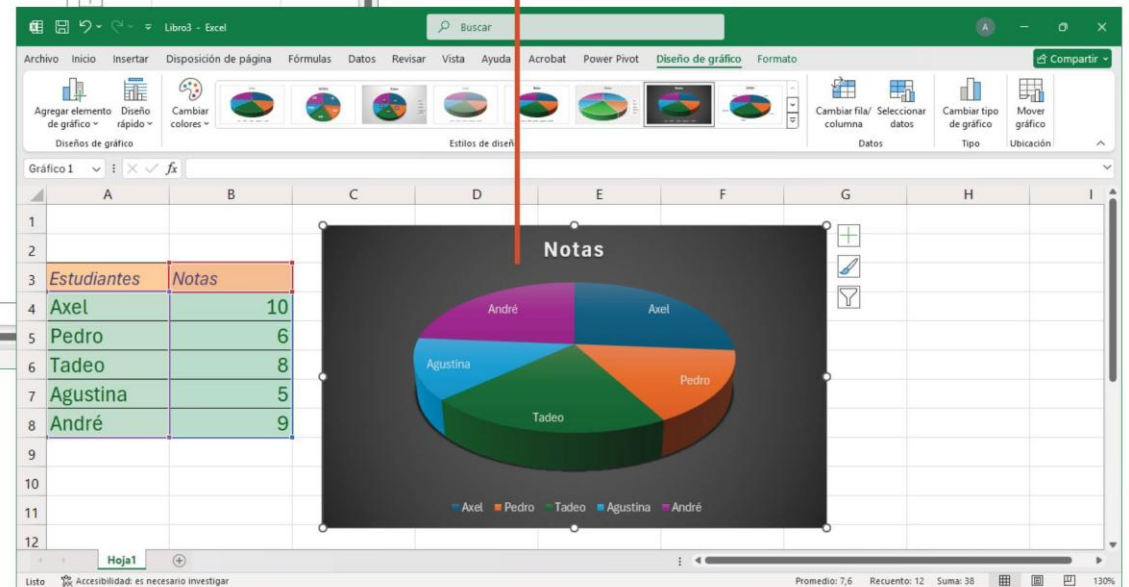 Libro3 - Excel
Buscar
A
Archivo Inicio Insertar Disposición de página Fórmulas Datos Revisar Vista Ayuda Acrobat Power Pivot Diseño de gráfico Formato
Compartir
Agregar elemento de gráfico
Diseño rápido
Cambiar colores
Cambiar fila/ columna
Seleccionar datos
Cambiar tipo de gráfico
Mover gráfico
Diseños de gráfico
Estilos de diseñ
Datos
Tipo
Ubicación
Gráfico 1
fx
A B C D E F G H I
1
2
3 Estudiantes Notas
4 Axel 10
5 Pedro 6
6 Tadeo 8
7 Agustina 5
8 André 9
9
10
11
12
Notas
André Axel
Agustina Pedro
Tadeo
Axel Pedro Tadeo Agustina André
Hoja1
Listo Accesibilidad: es necesario investigar Promedio: 7,6 Recuento: 12 Suma: 38 130%